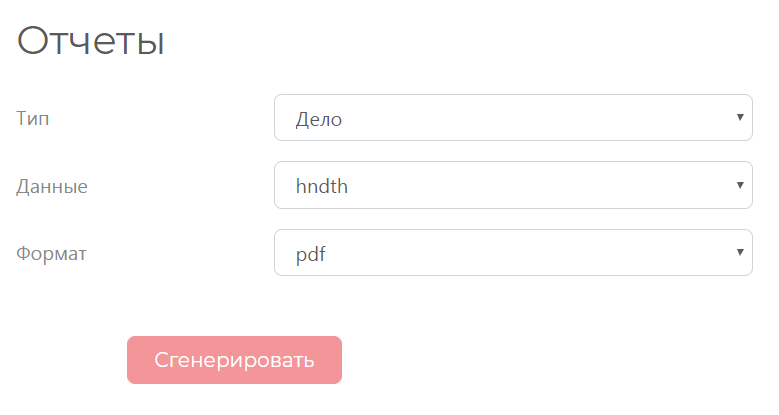 Отчеты
Тип Дело
Данные hndth
Формат pdf
Сгенерировать